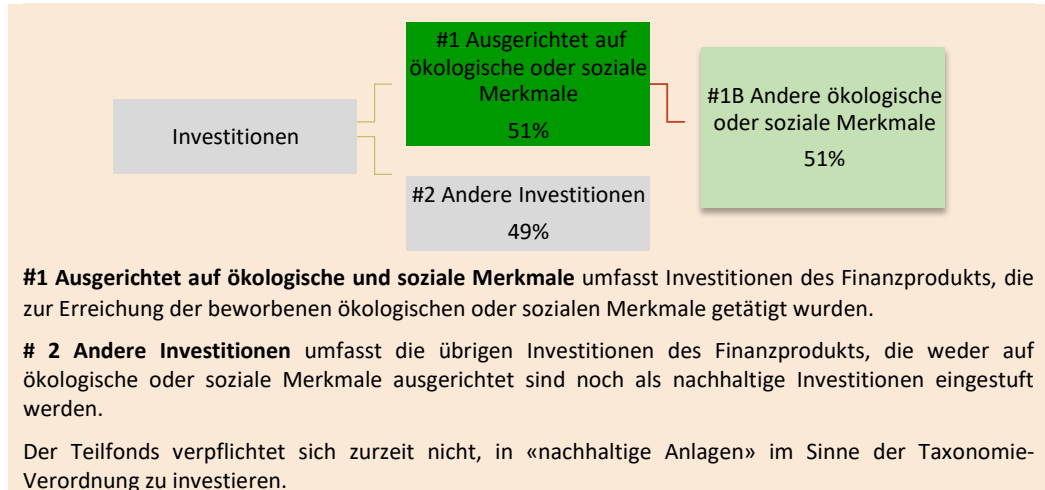 #1 Ausgerichtet auf
ökologische oder soziale
Merkmale
51%
#1B Andere ökologische
oder soziale Merkmale
51%
Investitionen
#2 Andere Investitionen
49%
#1 Ausgerichtet auf ökologische und soziale Merkmale umfasst Investitionen des Finanzprodukts, die
zur Erreichung der beworbenen ökologischen oder sozialen Merkmale getätigt wurden.
# 2 Andere Investitionen umfasst die übrigen Investitionen des Finanzprodukts, die weder auf
ökologische oder soziale Merkmale ausgerichtet sind noch als nachhaltige Investitionen eingestuft
werden.
Der Teilfonds verpflichtet sich zurzeit nicht, in «nachhaltige Anlagen» im Sinne der Taxonomie-
Verordnung zu investieren.